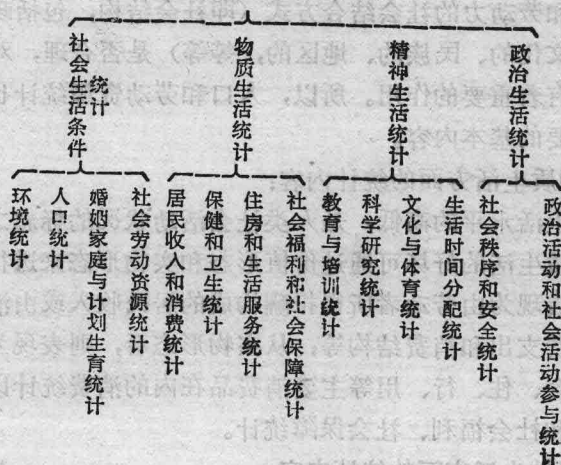 社会生活条件统计
物质生活统计
精神生活统计
政治生活统计
环境统计
人口统计
婚姻家庭与计划生育统计
社会劳动资源统计
居民收入和消费统计
保健和卫生统计
住房和生活服务统计
社会福利和社会保障统计
教育与培训统计
科学研究统计
文化与体育统计
生活时间分配统计
社会秩序和安全统计
政治活动和社会活动参与统计